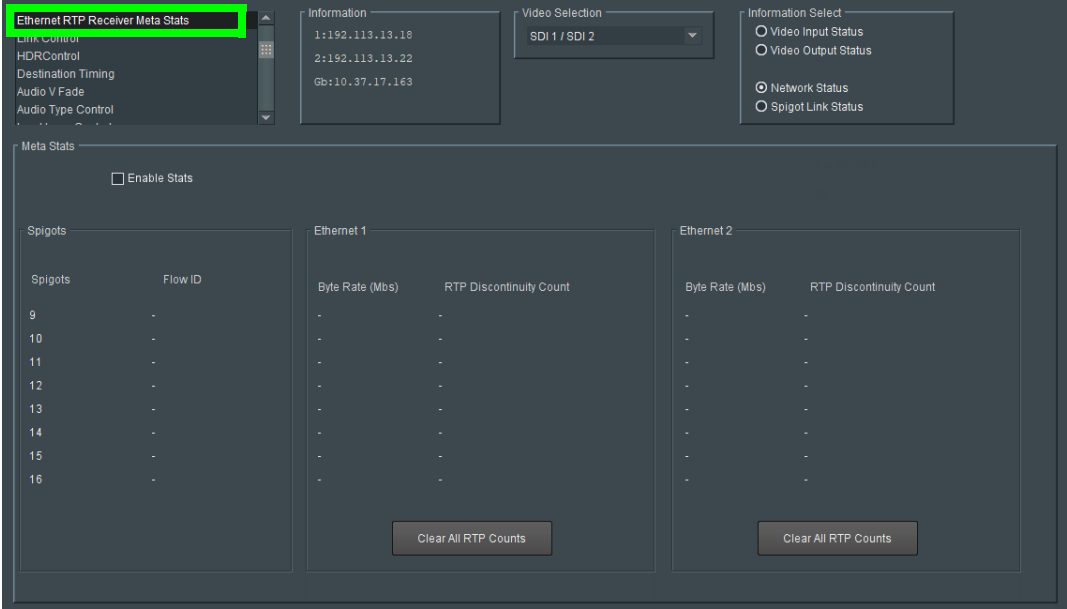 Ethernet RTP Receiver Meta Stats
Link Control
HDRControl
Destination Timing
Audio V Fade
Audio Type Control
Information
1:192.113.13.18
2:192.113.13.22
Gb:10.37.17.163
Video Selection
SDI 1 / SDI 2
Information Select
Video Input Status
Video Output Status
Network Status
Spigot Link Status
Meta Stats
Enable Stats
Spigots
Spigots Flow ID
9 -
10 -
11 -
12 -
13 -
14 -
15 -
16 -
Ethernet 1
Byte Rate (Mbs) RTP Discontinuity Count
- -
- -
- -
- -
- -
- -
- -
- -
Clear All RTP Counts
Ethernet 2
Byte Rate (Mbs) RTP Discontinuity Count
- -
- -
- -
- -
- -
- -
- -
- -
Clear All RTP Counts